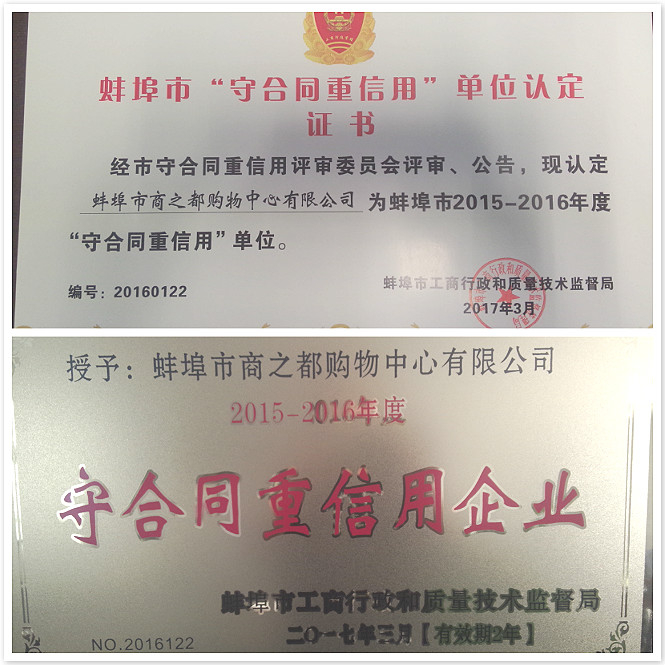 蚌埠市“守合同重信用”单位认定
证书
经市守合同重信用评审委员会评审、公告，现认定
蚌埠市商之都购物中心有限公司 为蚌埠市2015-2016年度
“守合同重信用”单位。
编号：20160122
蚌埠市工商行政和质量技术监督局
2017年3月
授予：蚌埠市商之都购物中心有限公司
2015-2016年度
守合同重信用企业
蚌埠市工商行政和质量技术监督局
NO.2016122
二〇一七年三月【有效期2年】